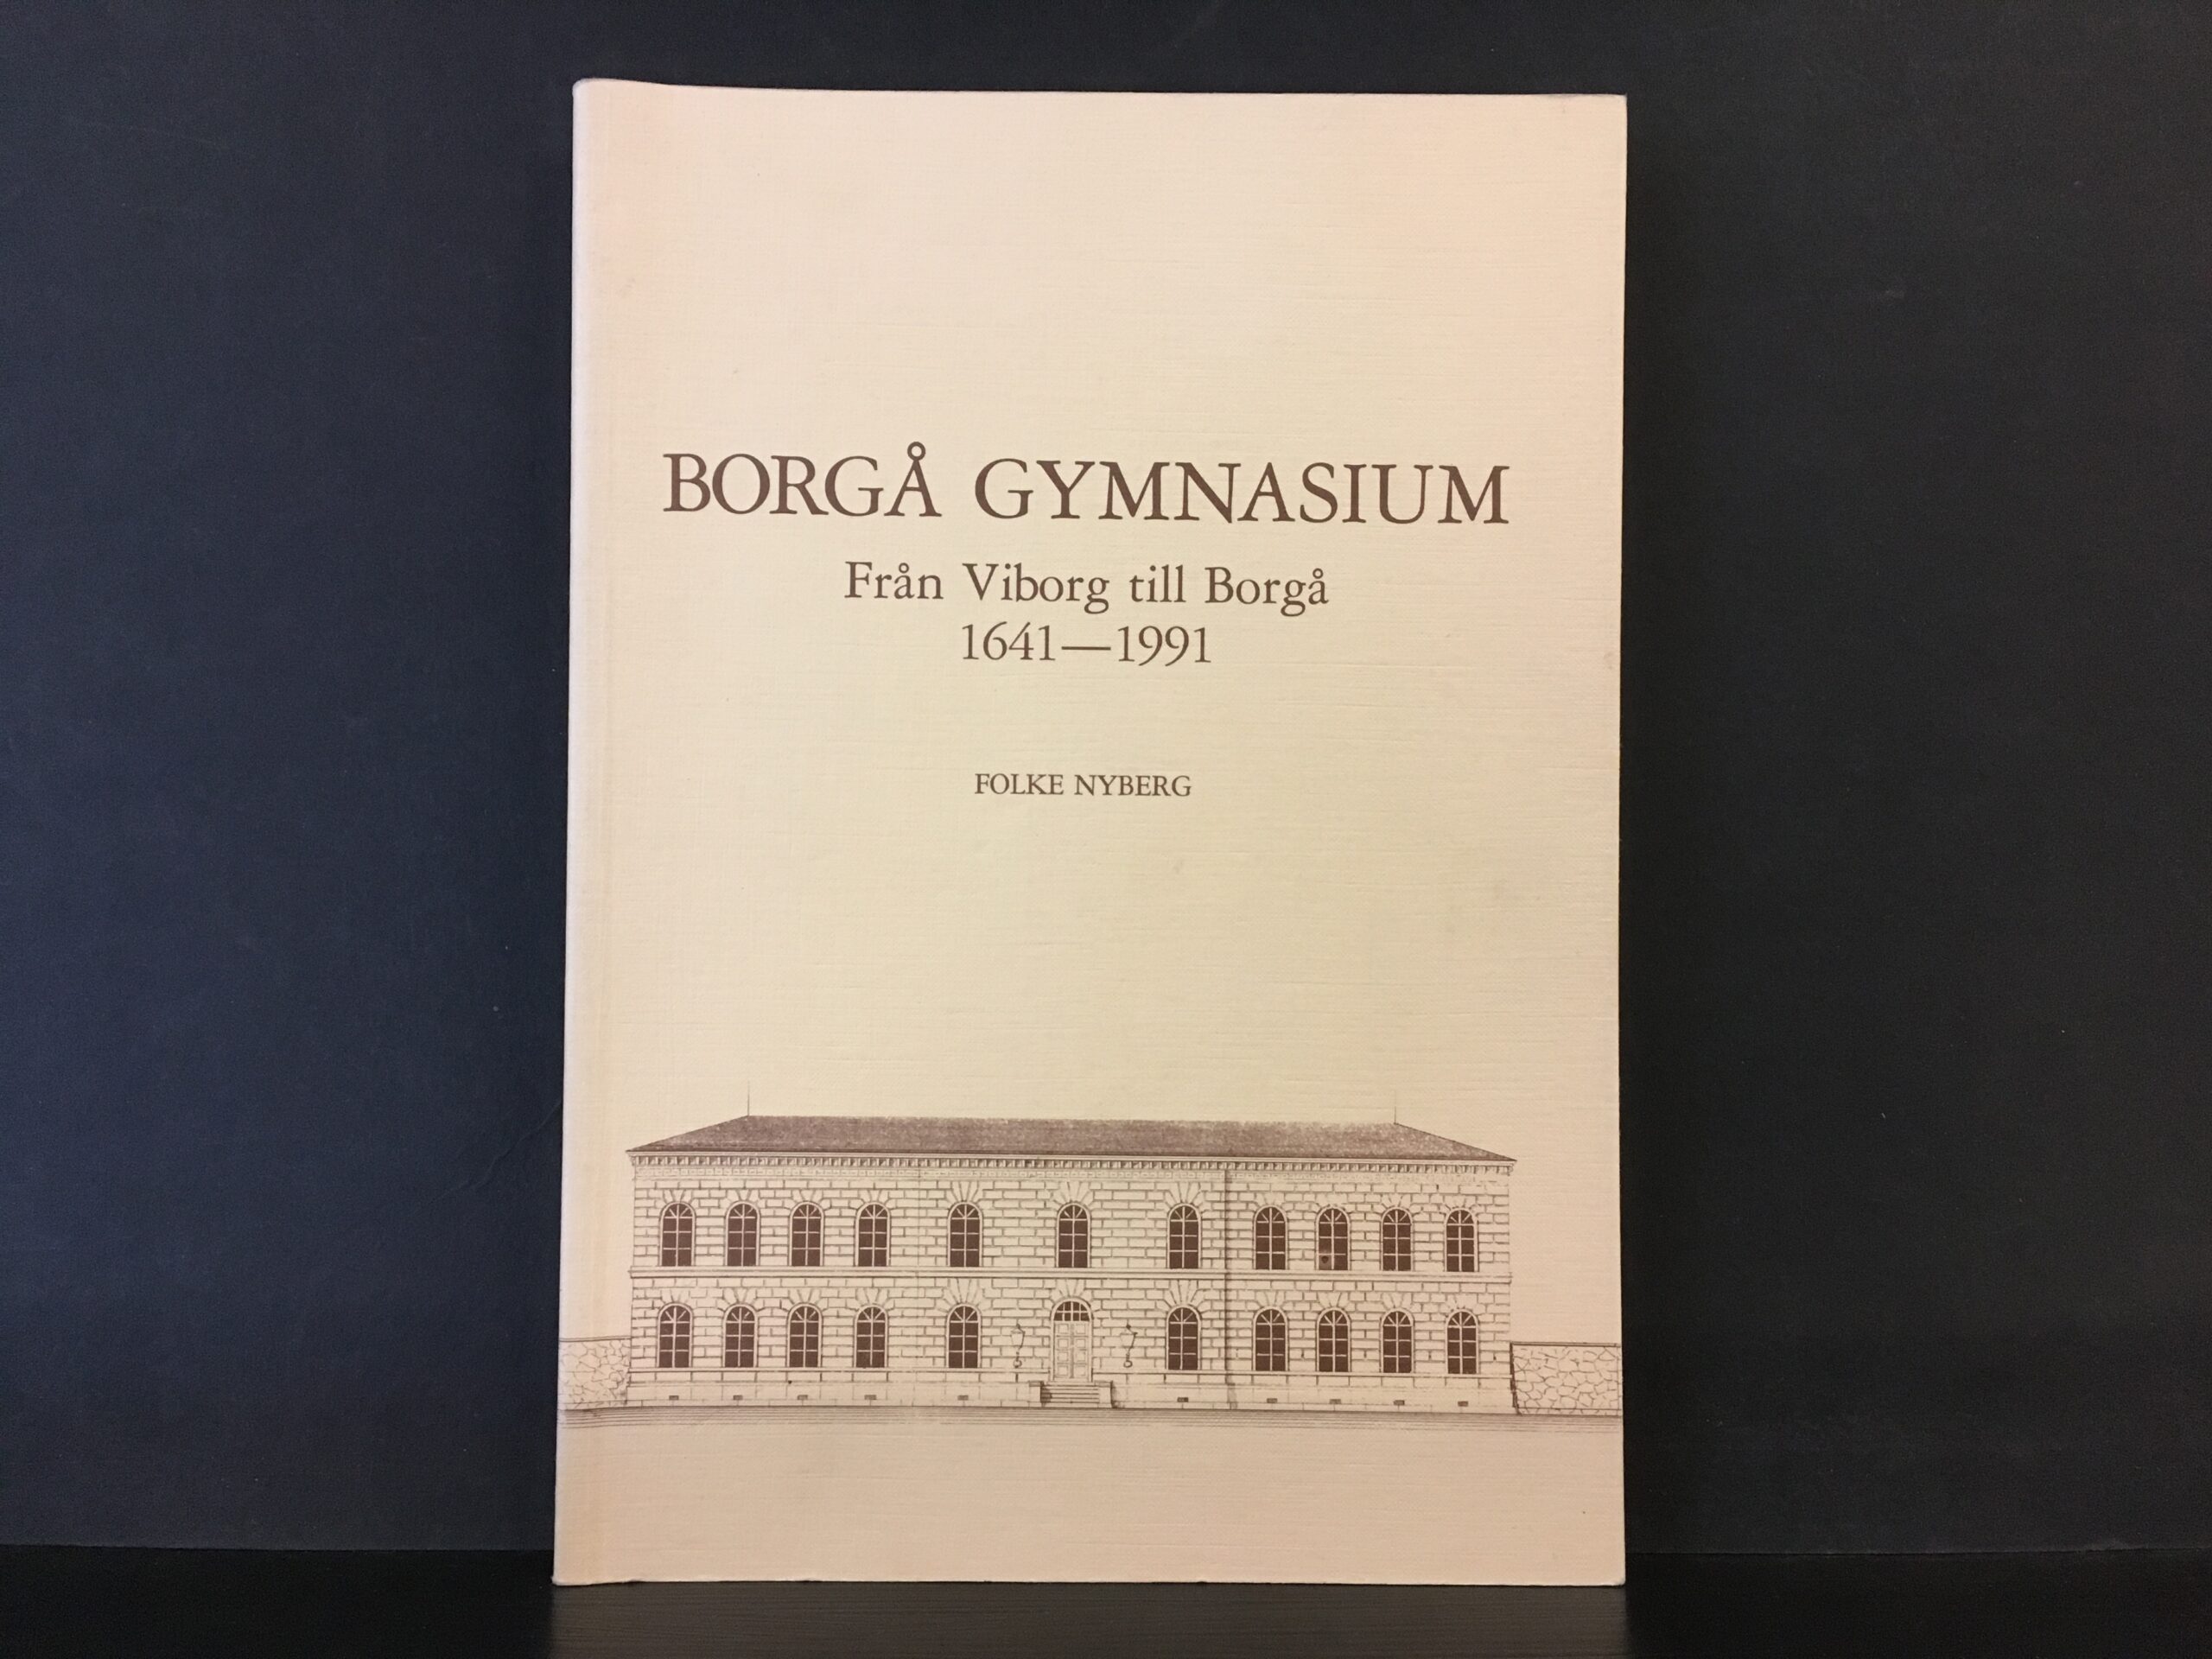 BORGÅ GYMNASIUM
Från Viborg till Borgå
1641—1991
FOLKE NYBERG